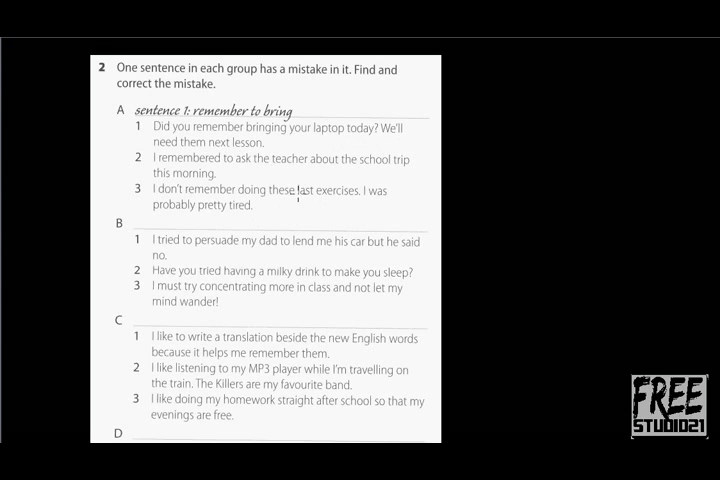 2 One sentence in each group has a mistake in it. Find and
correct the mistake.
A sentence 1: remember to bring
1 Did you remember bringing your laptop today? We'll
need them next lesson.
2 I remembered to ask the teacher about the school trip
this morning.
3 I don't remember doing these last exercises. I was
probably pretty tired.
B
1 I tried to persuade my dad to lend me his car but he said
no.
2 Have you tried having a milky drink to make you sleep?
3 I must try concentrating more in class and not let my
mind wander!
C
1 I like to write a translation beside the new English words
because it helps me remember them.
2 I like listening to my MP3 player while I'm travelling on
the train. The Killers are my favourite band.
3 I like doing my homework straight after school so that my
evenings are free.
D
FREE
STUDIO21